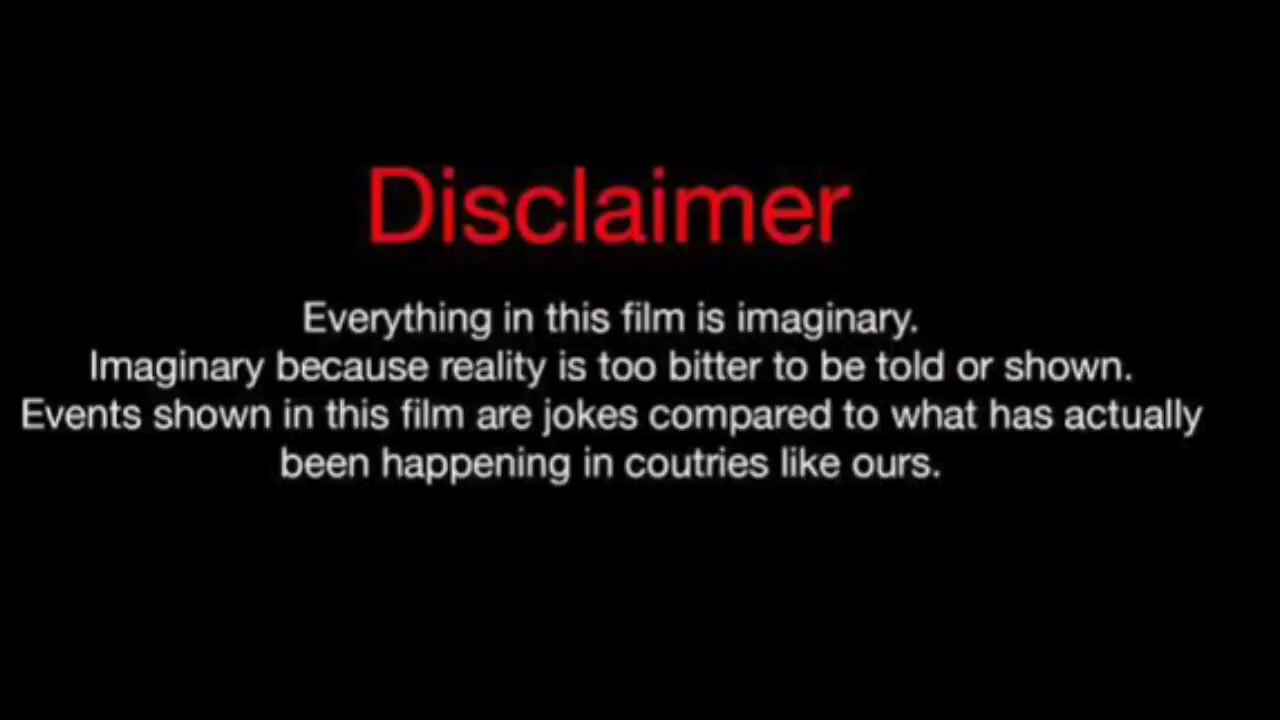 Disclaimer
Everything in this film is imaginary.
Imaginary because reality is too bitter to be told or shown.
Events shown in this film are jokes compared to what has actually
been happening in coutries like ours.